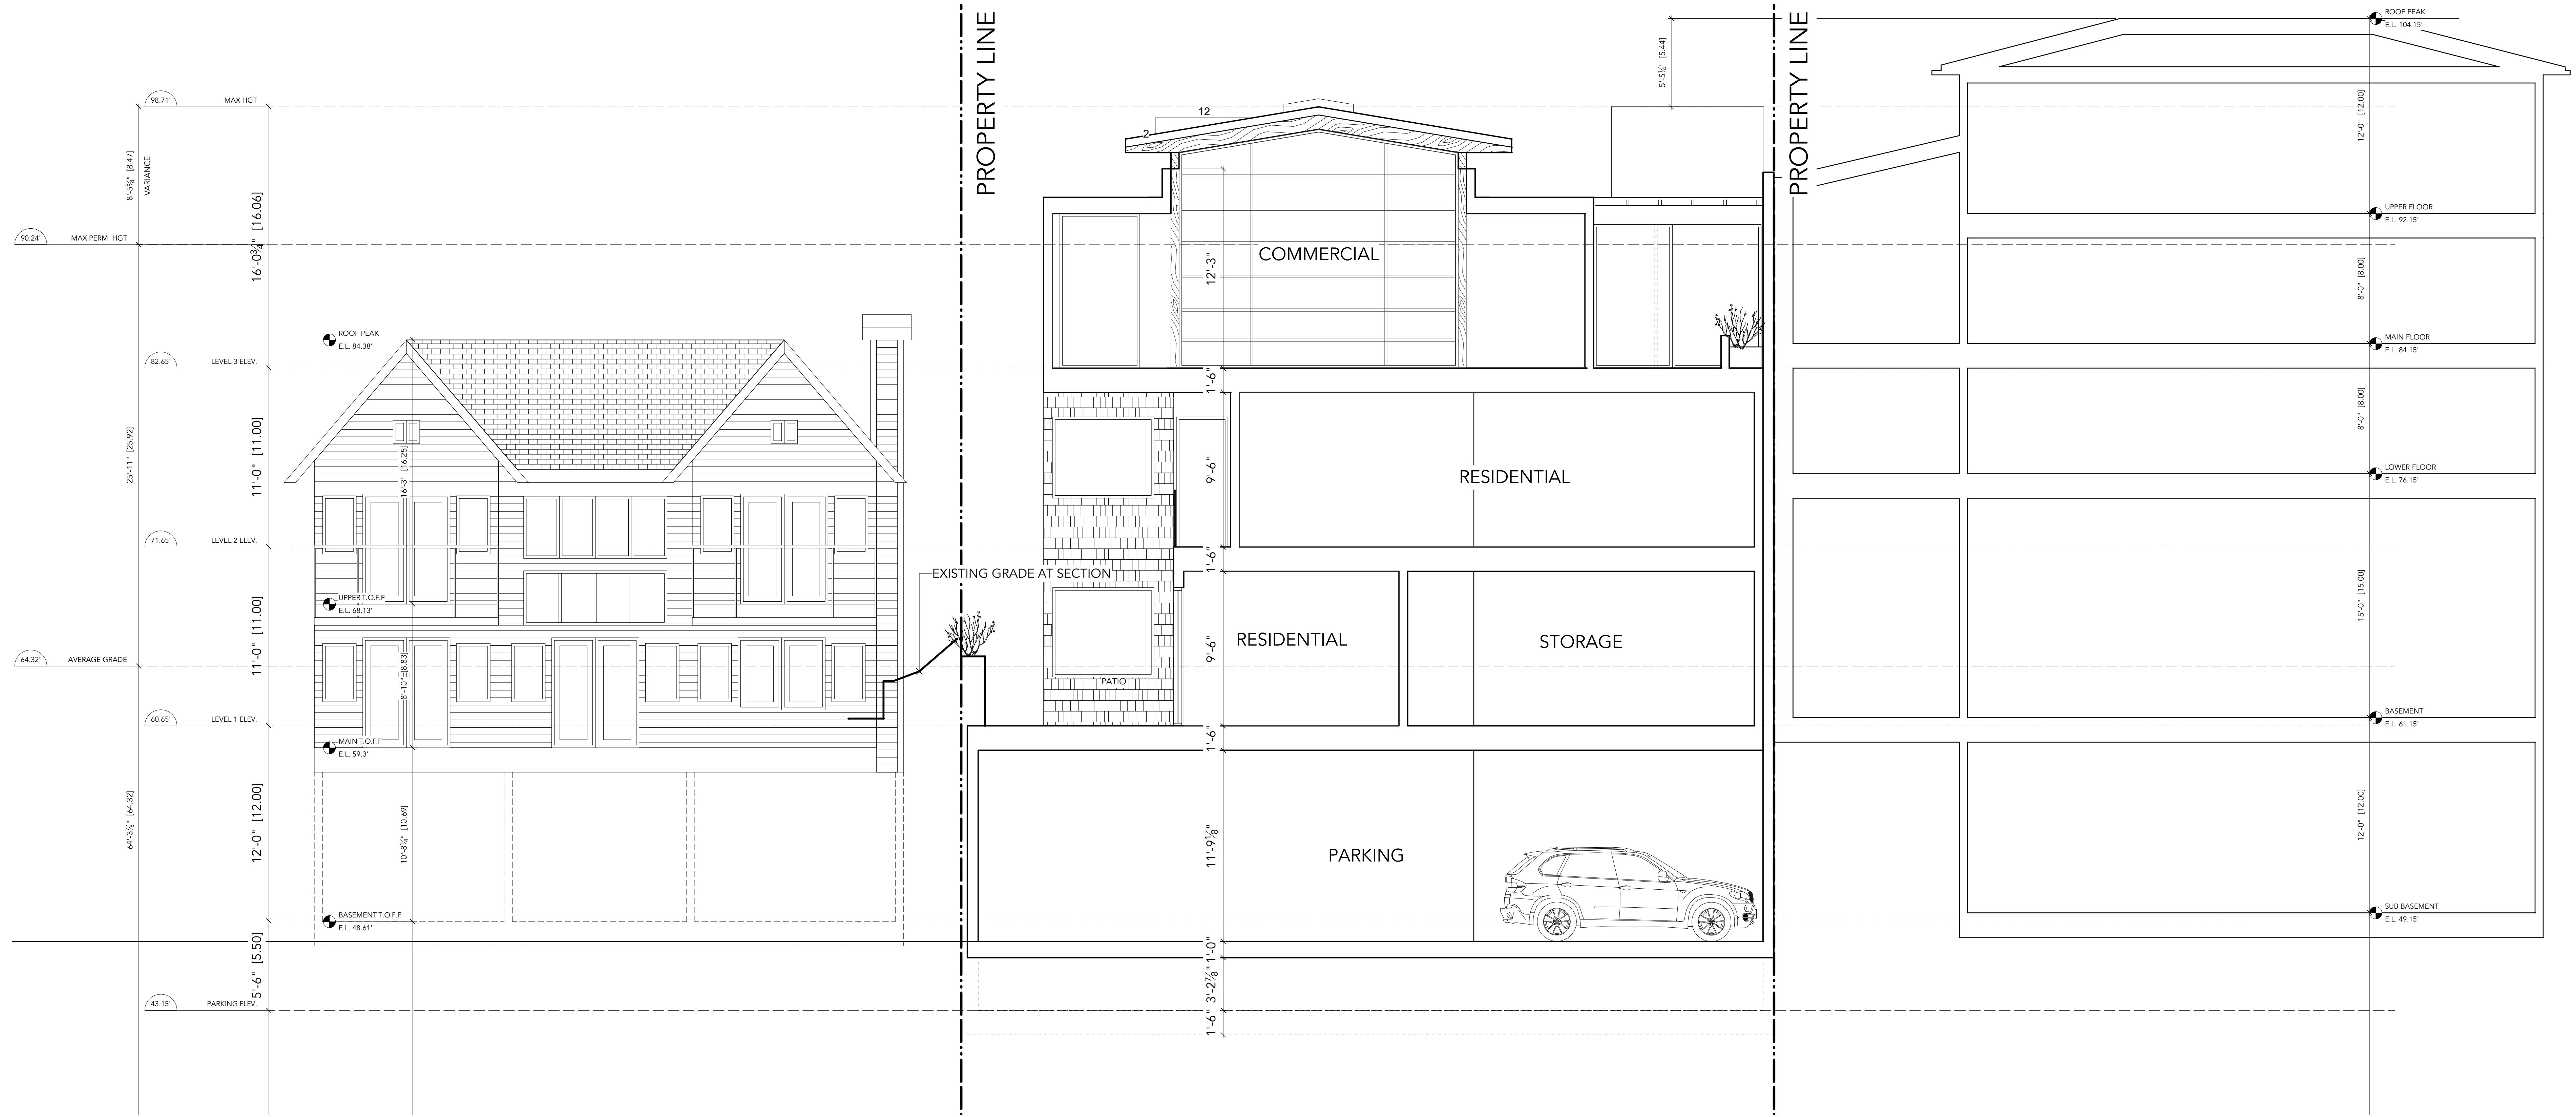 98.71'
MAX HGT
8'-5⅝" [8.47]
VARIANCE
90.24'
MAX PERM HGT
16'-0¾" [16.06]
82.65'
LEVEL 3 ELEV.
25'-11" [25.92]
11'-0" [11.00]
71.65'
LEVEL 2 ELEV.
11'-0" [11.00]
64.32'
AVERAGE GRADE
60.65'
LEVEL 1 ELEV.
64'-3⅞" [64.32]
12'-0" [12.00]
5'-6" [5.50]
43.15'
PARKING ELEV.
ROOF PEAK
E.L. 84.38'
16'-3" [16.25]
UPPER T.O.F.F
E.L. 68.13'
8'-10" [8.83]
MAIN T.O.F.F
E.L. 59.3'
10'-8¼" [10.69]
BASEMENT T.O.F.F
E.L. 48.61'
EXISTING GRADE AT SECTION
PROPERTY LINE
12
2
COMMERCIAL
12'-3"
1'-6"
9'-6"
RESIDENTIAL
1'-6"
RESIDENTIAL
STORAGE
9'-6"
PATIO
1'-6"
11'-9⅛"
PARKING
1'-0"
3'-2⅞"
1'-6"
5'-5¼" [5.44]
PROPERTY LINE
ROOF PEAK
E.L. 104.15'
12'-0" [12.00]
UPPER FLOOR
E.L. 92.15'
8'-0" [8.00]
MAIN FLOOR
E.L. 84.15'
8'-0" [8.00]
LOWER FLOOR
E.L. 76.15'
15'-0" [15.00]
BASEMENT
E.L. 61.15'
12'-0" [12.00]
SUB BASEMENT
E.L. 49.15'